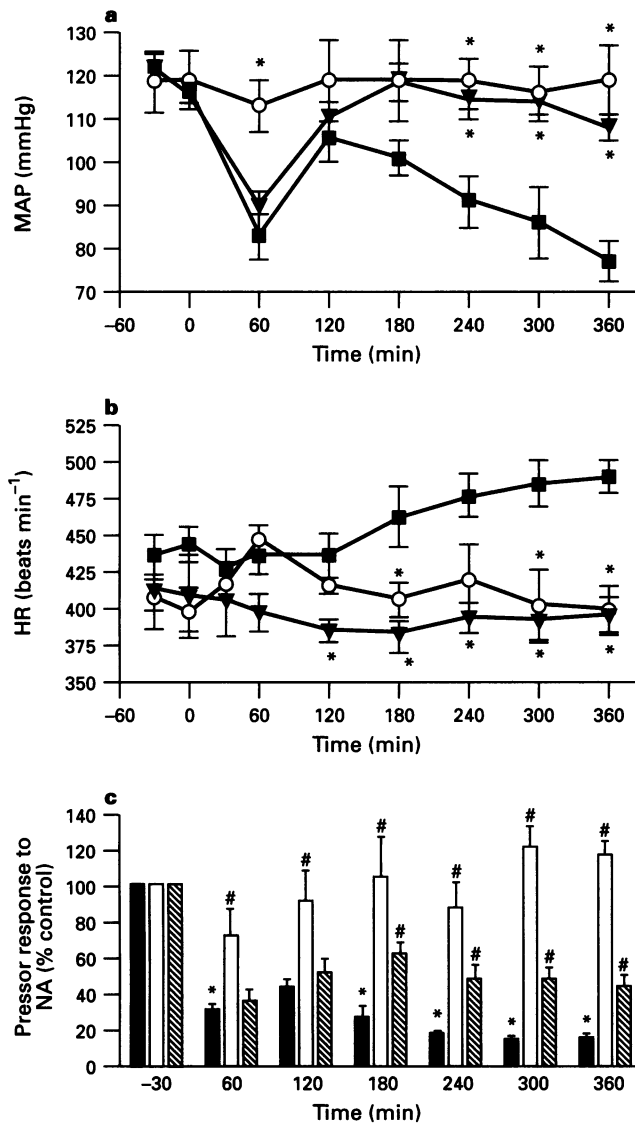 a
MAP (mmHg)
130
120
110
100
90
80
70
* * * *
* * *
−60 0 60 120 180 240 300 360
Time (min)
b
HR (beats min⁻¹)
525
500
475
450
425
400
375
350
* * *
* * * * *
−60 0 60 120 180 240 300 360
Time (min)
c
Pressor response to
NA (% control)
140
120
100
80
60
40
20
0
# # # # # #
# # # #
* * * * *
−30 60 120 180 240 300 360
Time (min)